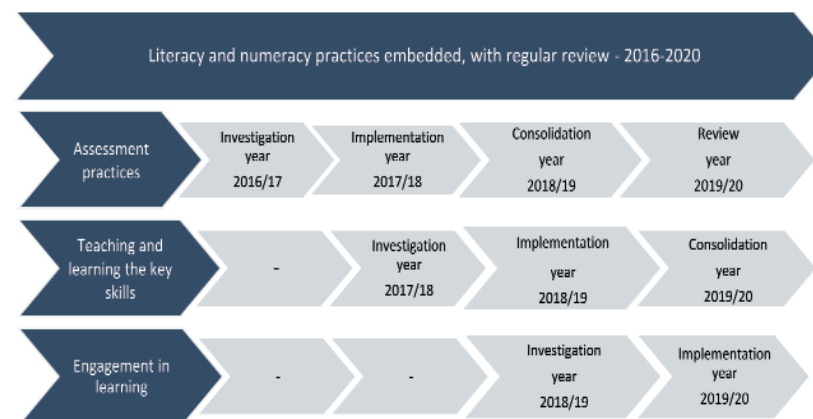 Literacy and numeracy practices embedded, with regular review - 2016-2020
Assessment
practices
Investigation
year
2016/17
Implementation
year
2017/18
Consolidation
year
2018/19
Review
year
2019/20
Teaching and
learning the key
skills
-
Investigation
year
2017/18
Implementation
year
2018/19
Consolidation
year
2019/20
Engagement in
learning
-
-
Investigation
year
2018/19
Implementation
year
2019/20